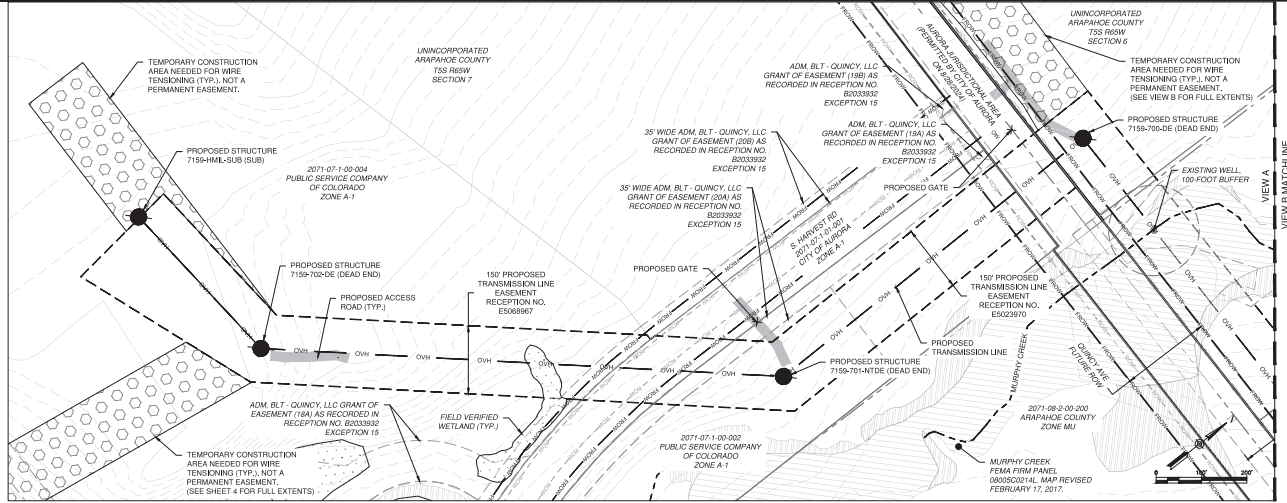 TEMPORARY CONSTRUCTION
AREA NEEDED FOR WIRE
TENSIONING (TYP.). NOT A
PERMANENT EASEMENT.
PROPOSED STRUCTURE
7159-HMIL-SUB (SUB)
2071-07-1-00-004
PUBLIC SERVICE COMPANY
OF COLORADO
ZONE A-1
UNINCORPORATED
ARAPAHOE COUNTY
T5S R65W
SECTION 7
PROPOSED STRUCTURE
7159-702-DE (DEAD END)
PROPOSED ACCESS
ROAD (TYP.)
150' PROPOSED
TRANSMISSION LINE
EASEMENT
RECEPTION NO.
E5068967
ADM, BLT - QUINCY, LLC GRANT OF
EASEMENT (18A) AS RECORDED IN
RECEPTION NO. B2033932
EXCEPTION 15
TEMPORARY CONSTRUCTION
AREA NEEDED FOR WIRE
TENSIONING (TYP.). NOT A
PERMANENT EASEMENT.
(SEE SHEET 4 FOR FULL EXTENTS)
FIELD VERIFIED
WETLAND (TYP.)
ADM, BLT - QUINCY, LLC
GRANT OF EASEMENT (19B) AS
RECORDED IN RECEPTION NO.
B2033932
EXCEPTION 15
35' WIDE ADM, BLT - QUINCY, LLC
GRANT OF EASEMENT (20B) AS
RECORDED IN RECEPTION NO.
B2033932
EXCEPTION 15
ADM, BLT - QUINCY, LLC
GRANT OF EASEMENT (19A) AS
RECORDED IN RECEPTION NO.
B2033932
EXCEPTION 15
35' WIDE ADM, BLT - QUINCY, LLC
GRANT OF EASEMENT (20A) AS
RECORDED IN RECEPTION NO.
B2033932
EXCEPTION 15
PROPOSED GATE
PROPOSED GATE
S. HARVEST RD
2071-07-1-01-001
CITY OF AURORA
ZONE A-1
AURORA JURISDICTIONAL AREA
(PERMITTED BY CITY OF AURORA
UNINCORPORATED
ARAPAHOE COUNTY
T5S R65W
SECTION 6
TEMPORARY CONSTRUCTION
AREA NEEDED FOR WIRE
TENSIONING (TYP.). NOT A
PERMANENT EASEMENT.
(SEE VIEW B FOR FULL EXTENTS)
PROPOSED STRUCTURE
7159-700-DE (DEAD END)
EXISTING WELL,
100-FOOT BUFFER
VIEW A
VIEW B MATCHLINE
150' PROPOSED
TRANSMISSION LINE
EASEMENT
RECEPTION NO.
E5023970
PROPOSED
TRANSMISSION LINE
PROPOSED STRUCTURE
7159-701-NTDE (DEAD END)
MURPHY CREEK
QUINCY AVE
FUTURE ROW
2071-08-2-00-200
ARAPAHOE COUNTY
ZONE MU
2071-07-1-00-002
PUBLIC SERVICE COMPANY
OF COLORADO
ZONE A-1
MURPHY CREEK
FEMA FIRM PANEL
08005C0214L. MAP REVISED
FEBRUARY 17, 2017.
0 100' 200'